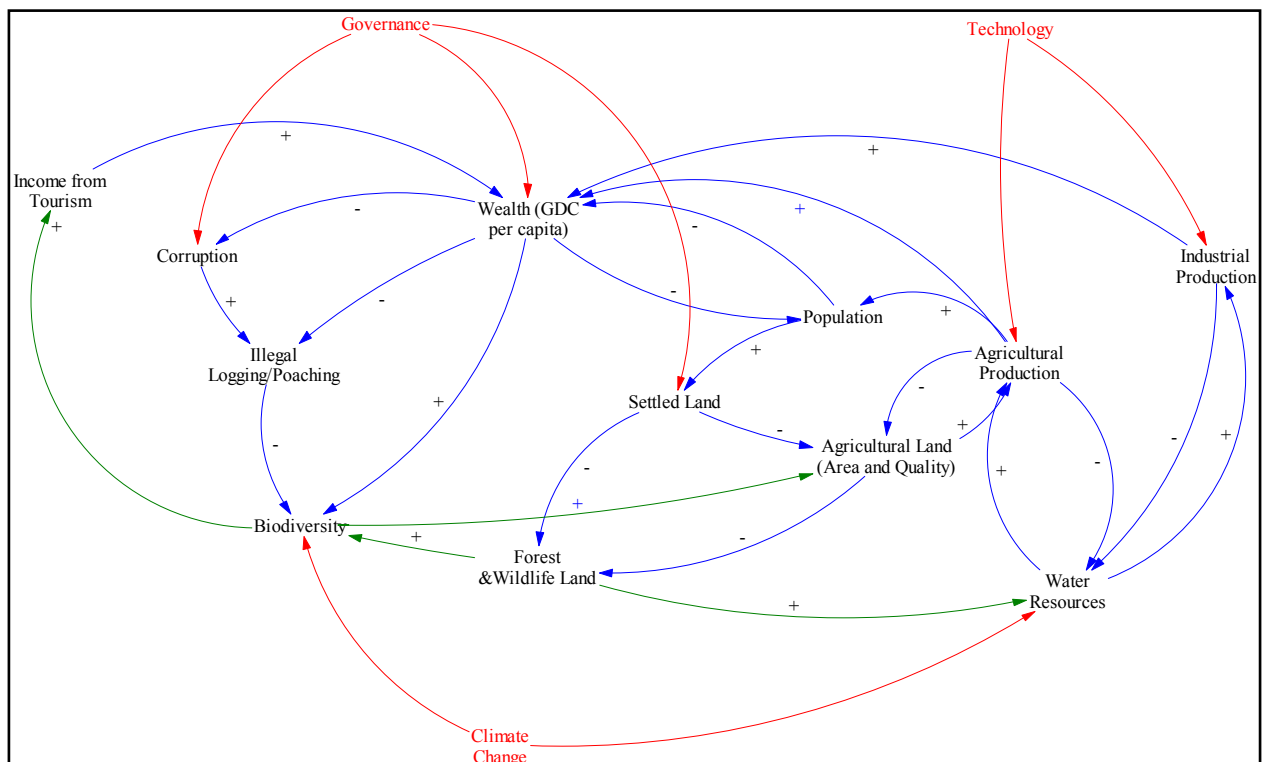 Governance
Technology
+
+
Income from
Tourism
+
-
Wealth (GDC
per capita)
+
-
Corruption
Industrial
Production
+
-
-
Population
+
Illegal
Logging/Poaching
+
Agricultural
Production
-
+
Settled Land
-
+
-
-
Agricultural Land
(Area and Quality)
-
+
-
+
+
Biodiversity
+
-
Forest
&Wildlife Land
Water
Resources
+
Climate
Change